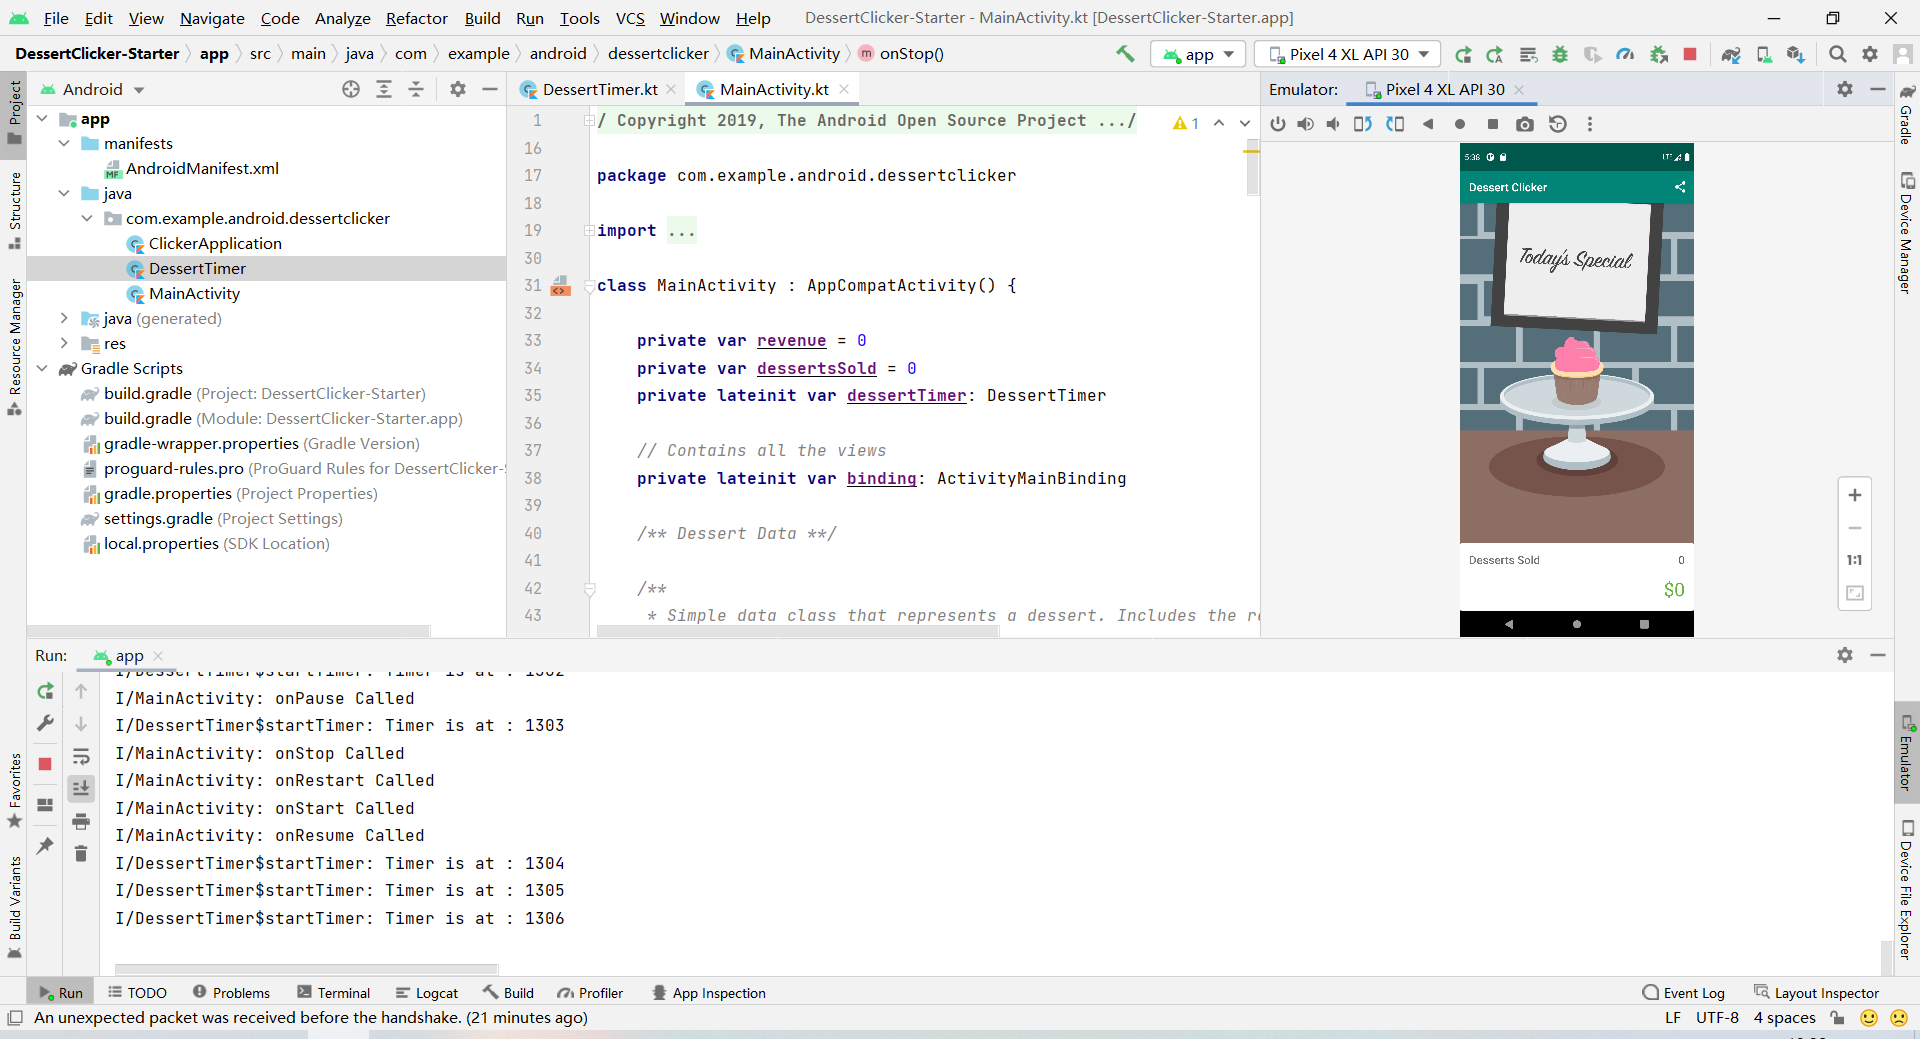 File Edit View Navigate Code Analyze Refactor Build Run Tools VCS Window Help DessertClicker-Starter - MainActivity.kt [DessertClicker-Starter.app]
DessertClicker-Starter app src main java com example android dessertclicker MainActivity onStop() app Pixel 4 XL API 30
Project
Structure
Resource Manager
Favorites
Build Variants
Android
app
manifests
AndroidManifest.xml
java
com.example.android.dessertclicker
ClickerApplication
DessertTimer
MainActivity
java (generated)
res
Gradle Scripts
build.gradle (Project: DessertClicker-Starter)
build.gradle (Module: DessertClicker-Starter.app)
gradle-wrapper.properties (Gradle Version)
proguard-rules.pro (ProGuard Rules for DessertClicker-
gradle.properties (Project Properties)
settings.gradle (Project Settings)
local.properties (SDK Location)
DessertTimer.kt MainActivity.kt
1 / Copyright 2019, The Android Open Source Project .../ 1
16
17 package com.example.android.dessertclicker
18
19 import ...
30
31 class MainActivity : AppCompatActivity() {
32
33 private var revenue = 0
34 private var dessertsSold = 0
35 private lateinit var dessertTimer: DessertTimer
36
37 // Contains all the views
38 private lateinit var binding: ActivityMainBinding
39
40 /** Dessert Data **/
41
42 /**
43 * Simple data class that represents a dessert. Includes the r
Emulator: Pixel 4 XL API 30
5:38 LTE
Dessert Clicker
Today's Special
Desserts Sold 0
$0
1:1
Gradle
Device Manager
Emulator
Device File Explorer
Run: app
I/DessertTimer$startTimer: Timer is at : 1302
I/MainActivity: onPause Called
I/DessertTimer$startTimer: Timer is at : 1303
I/MainActivity: onStop Called
I/MainActivity: onRestart Called
I/MainActivity: onStart Called
I/MainActivity: onResume Called
I/DessertTimer$startTimer: Timer is at : 1304
I/DessertTimer$startTimer: Timer is at : 1305
I/DessertTimer$startTimer: Timer is at : 1306
Run TODO Problems Terminal Logcat Build Profiler App Inspection Event Log Layout Inspector
An unexpected packet was received before the handshake. (21 minutes ago) LF UTF-8 4 spaces